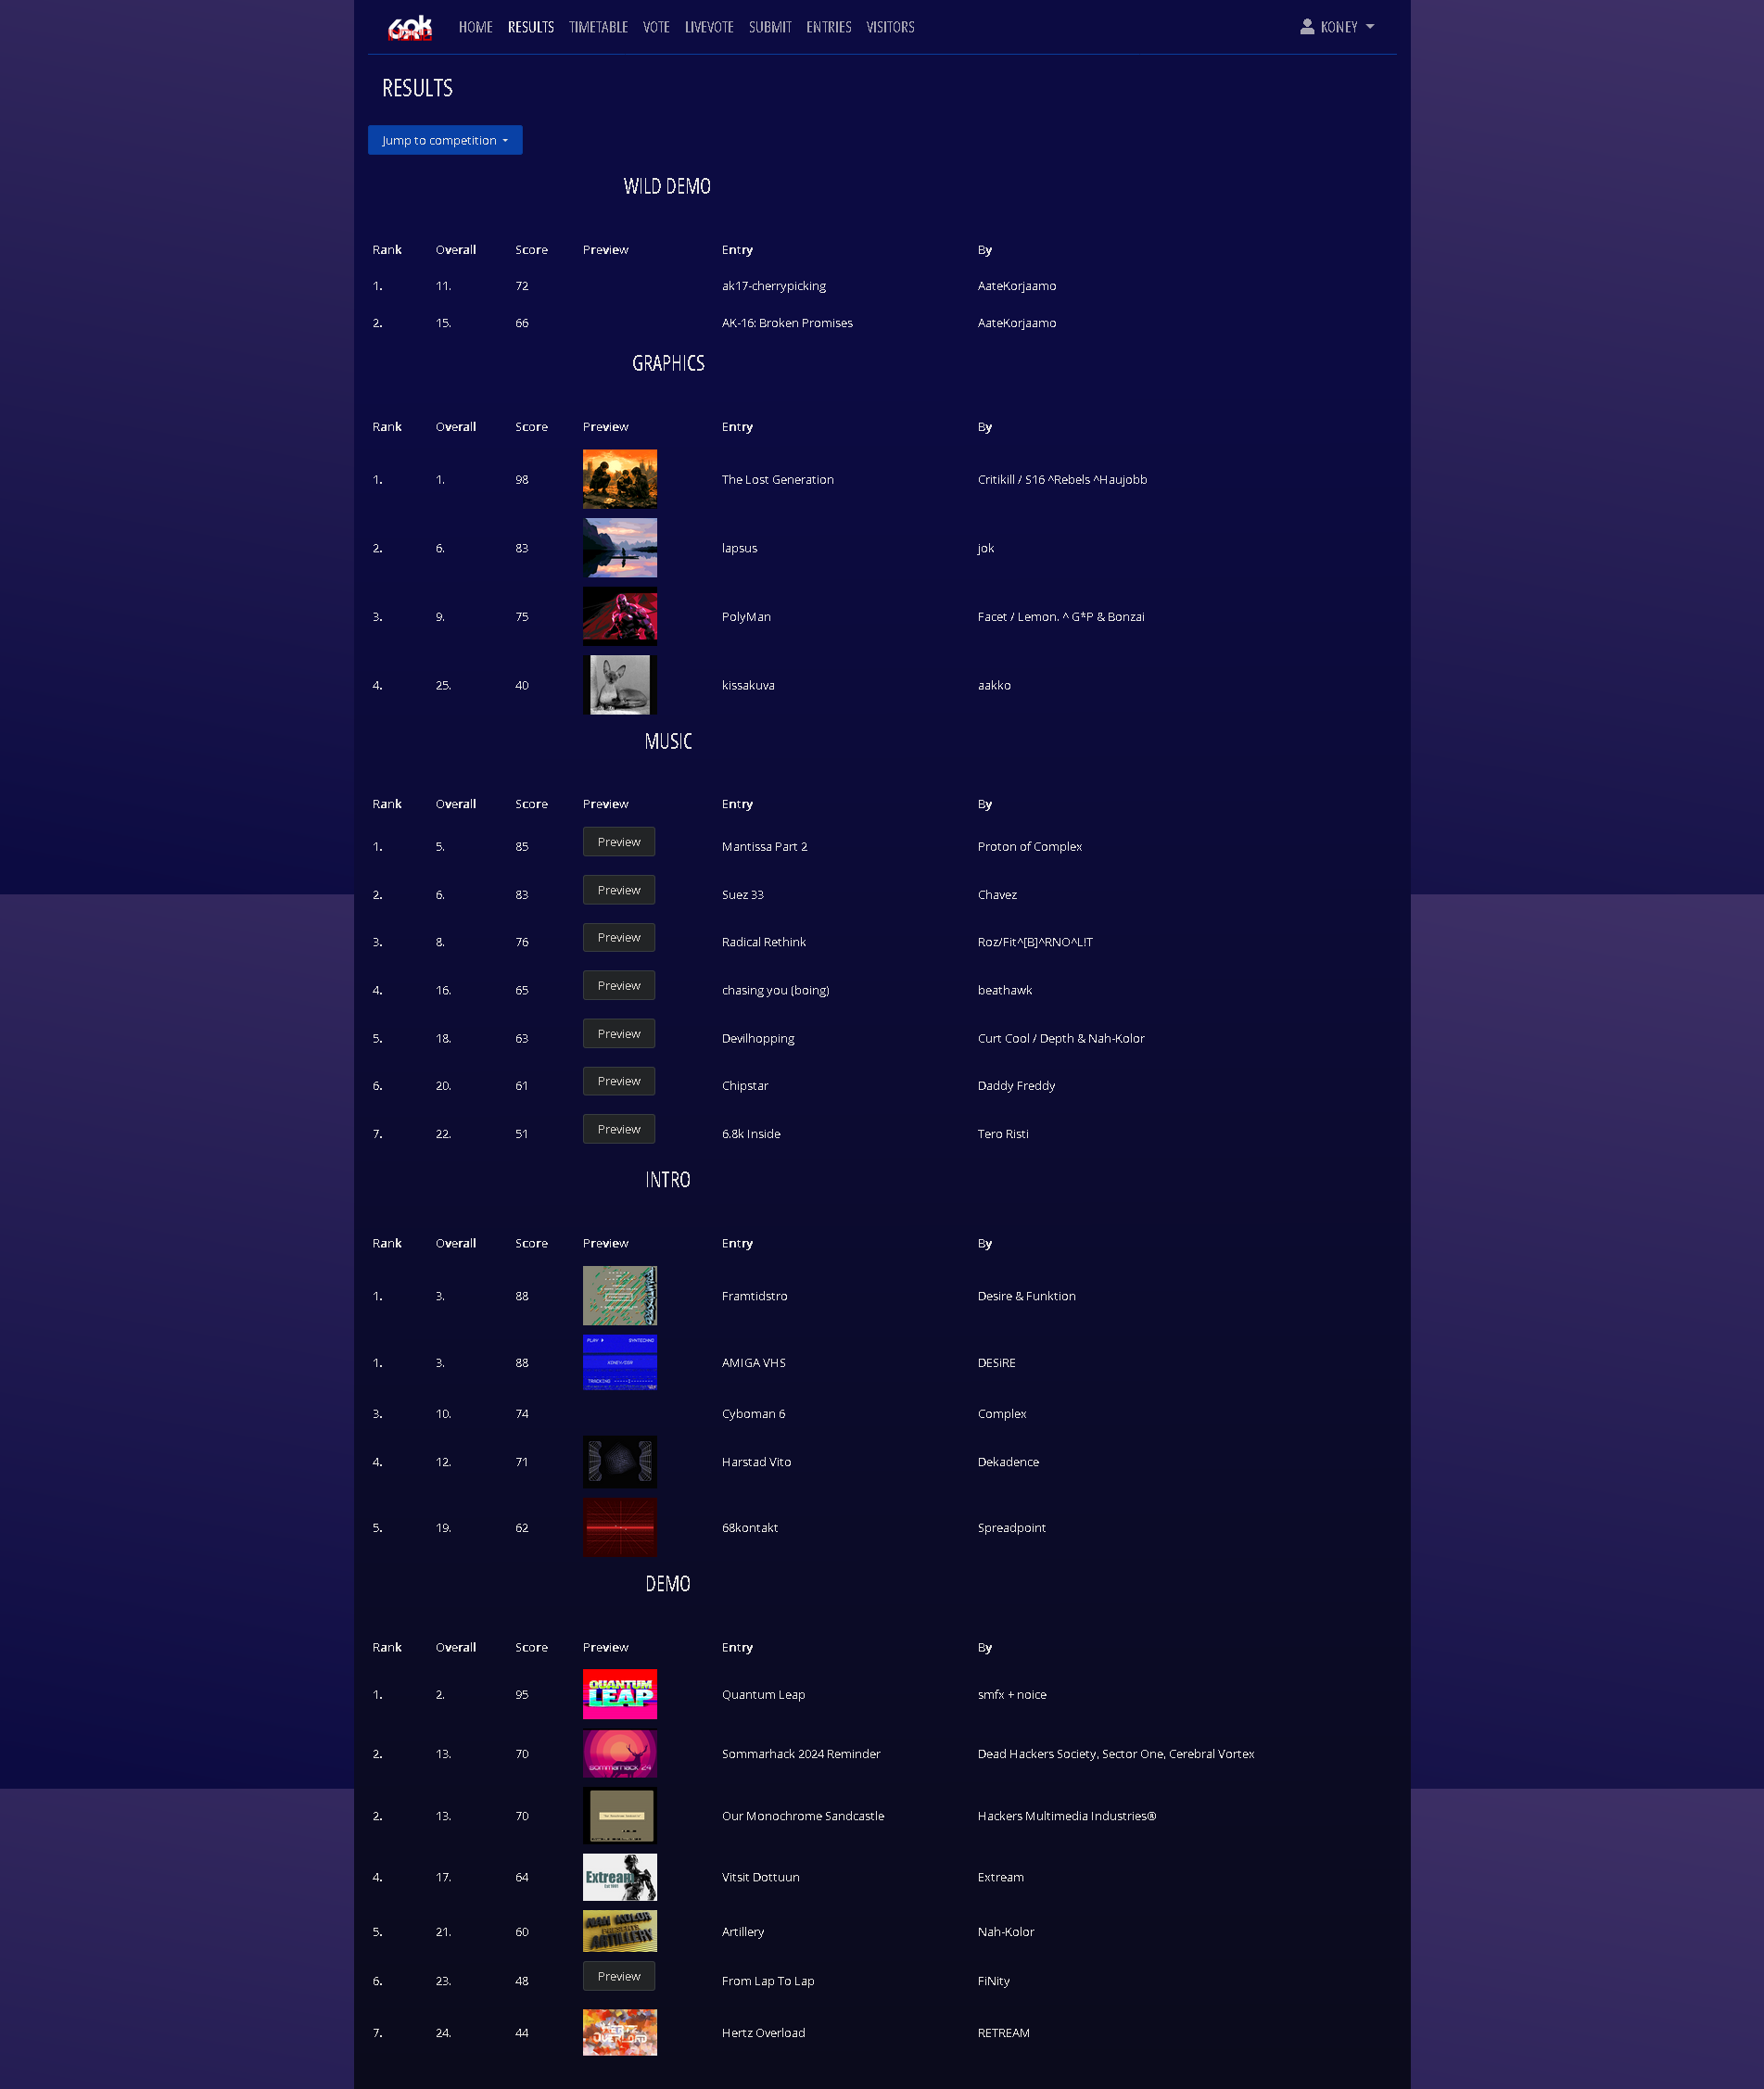 60k HOME RESULTS TIMETABLE VOTE LIVEVOTE SUBMIT ENTRIES VISITORS KONEY
RESULTS
Jump to competition
WILD DEMO
Rank Overall Score Preview Entry By
1. 11. 72 ak17-cherrypicking AateKorjaamo
2. 15. 66 AK-16: Broken Promises AateKorjaamo
GRAPHICS
Rank Overall Score Preview Entry By
1. 1. 98 The Lost Generation Critikill / S16 ^Rebels ^Haujobb
2. 6. 83 lapsus jok
3. 9. 75 PolyMan Facet / Lemon. ^ G*P & Bonzai
4. 25. 40 kissakuva aakko
MUSIC
Rank Overall Score Preview Entry By
1. 5. 85 Preview Mantissa Part 2 Proton of Complex
2. 6. 83 Preview Suez 33 Chavez
3. 8. 76 Preview Radical Rethink Roz/Fit^[B]^RNO^L!T
4. 16. 65 Preview chasing you (boing) beathawk
5. 18. 63 Preview Devilhopping Curt Cool / Depth & Nah-Kolor
6. 20. 61 Preview Chipstar Daddy Freddy
7. 22. 51 Preview 6.8k Inside Tero Risti
INTRO
Rank Overall Score Preview Entry By
1. 3. 88 Framtidstro Desire & Funktion
PLAY SYNTECHNO
1. 3. 88 AMIGA VHS DESiRE
TRACKING
3. 10. 74 Cyboman 6 Complex
4. 12. 71 Harstad Vito Dekadence
5. 19. 62 68kontakt Spreadpoint
DEMO
Rank Overall Score Preview Entry By
1. 2. 95 QUANTUM LEAP Quantum Leap smfx + noice
2. 13. 70 sommarhack 24 Sommarhack 2024 Reminder Dead Hackers Society, Sector One, Cerebral Vortex
2. 13. 70 Our Monochrome Sandcastle Hackers Multimedia Industries®
4. 17. 64 Extream Vitsit Dottuun Extream
5. 21. 60 NAH KOLOR PRESENTS ARTILLERY Artillery Nah-Kolor
6. 23. 48 Preview From Lap To Lap FiNity
7. 24. 44 HERTZ OVERLOAD Hertz Overload RETREAM